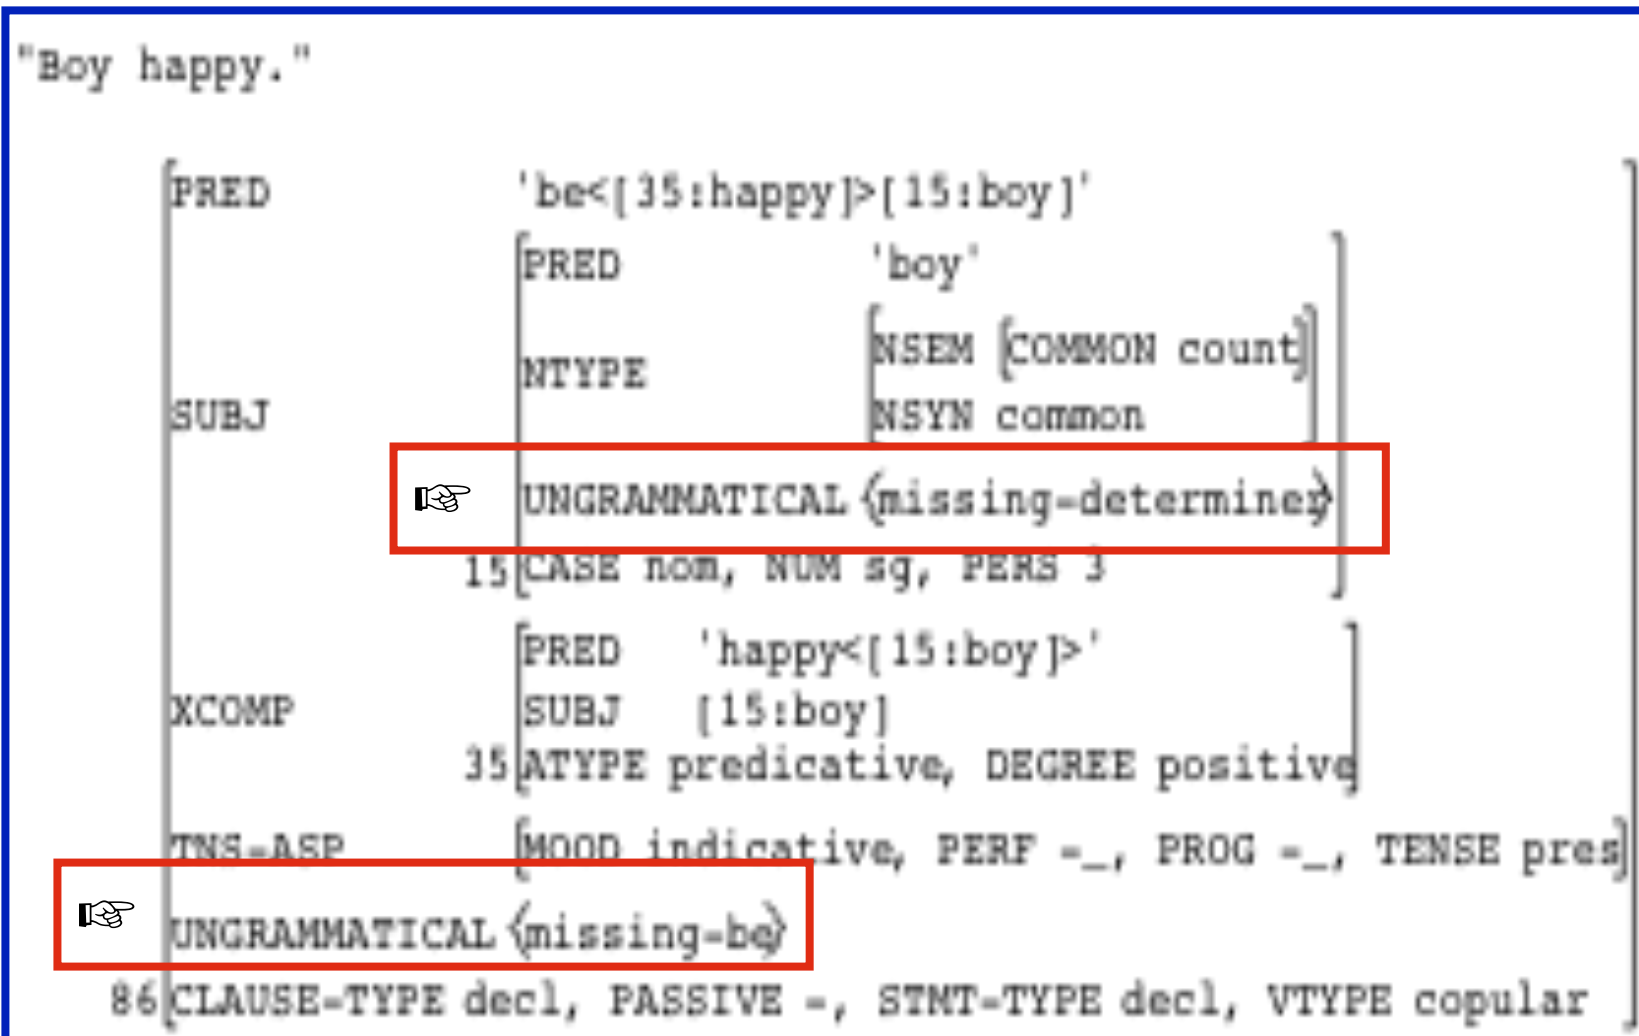 "Boy happy."
PRED 'be<[35:happy]>[15:boy]'
PRED 'boy'
NSEM [COMMON count]
NTYPE
SUBJ NSYN common
UNGRAMMATICAL {missing-determiner}
15 CASE nom, NUM sg, PERS 3
PRED 'happy<[15:boy]>'
XCOMP SUBJ [15:boy]
35 ATYPE predicative, DEGREE positive
TNS-ASP MOOD indicative, PERF -_, PROG -_, TENSE pres
UNGRAMMATICAL {missing-be}
86 CLAUSE-TYPE decl, PASSIVE -, STMT-TYPE decl, VTYPE copular